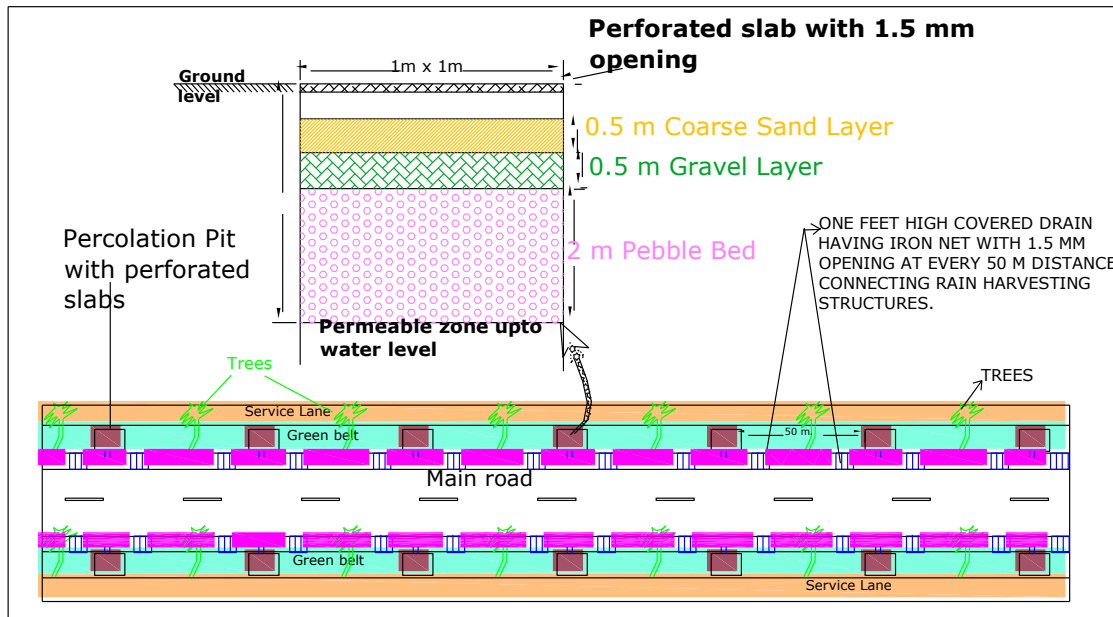 Perforated slab with 1.5 mm
opening
1m x 1m
Ground
level
0.5 m Coarse Sand Layer
0.5 m Gravel Layer
2 m Pebble Bed
Permeable zone upto
water level
Percolation Pit
with perforated
slabs
ONE FEET HIGH COVERED DRAIN
HAVING IRON NET WITH 1.5 MM
OPENING AT EVERY 50 M DISTANCE
CONNECTING RAIN HARVESTING
STRUCTURES.
Trees
TREES
Service Lane
Green belt
50 m.
Main road
Green belt
Service Lane